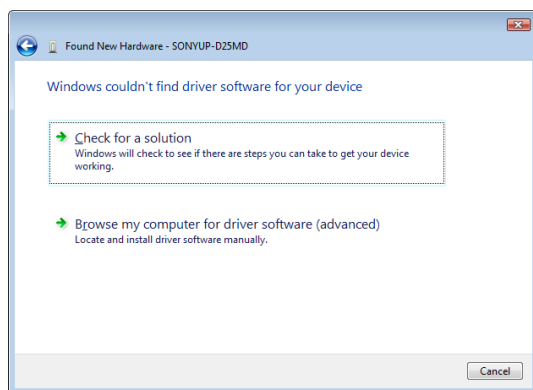 Found New Hardware - SONYUP-D25MD
Windows couldn't find driver software for your device
Check for a solution
Windows will check to see if there are steps you can take to get your device
working.
Browse my computer for driver software (advanced)
Locate and install driver software manually.
Cancel